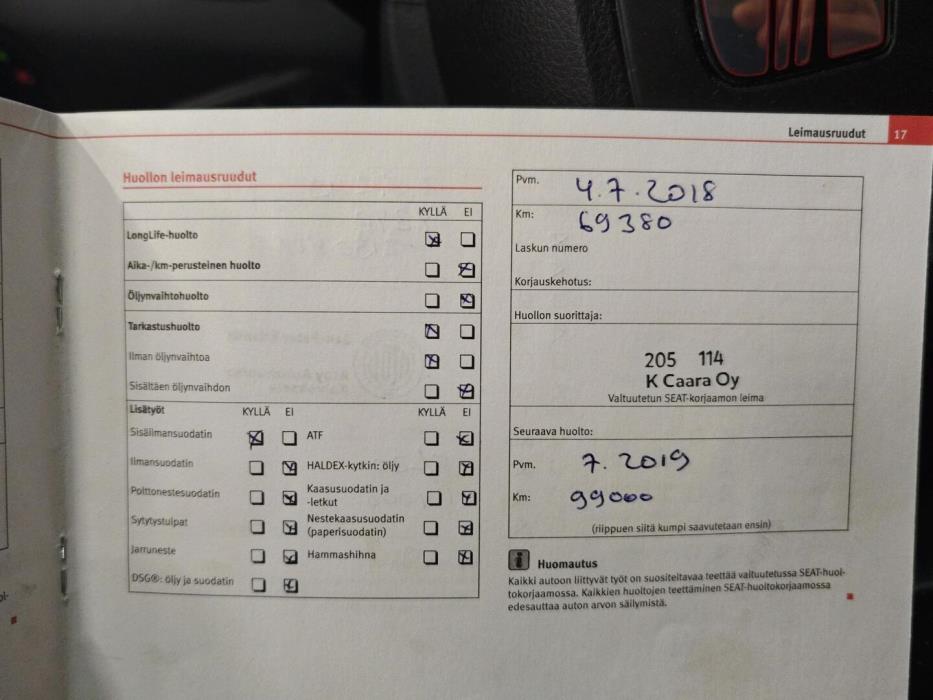 Leimausruudut 17
Huollon leimausruudut
KYLLÄ EI
LongLife-huolto
Aika-/km-perusteinen huolto
Öljynvaihtohuolto
Tarkastushuolto
Ilman öljynvaihtoa
Sisältäen öljynvaihdon
Lisätyöt KYLLÄ EI KYLLÄ EI
Sisäilmansuodatin ATF
Ilmansuodatin HALDEX-kytkin: öljy
Polttonestesuodatin Kaasusuodatin ja
-letkut
Sytytystulpat Nestekaasusuodatin
(paperisuodatin)
Jarruneste Hammashihna
DSG®: öljy ja suodatin
Pvm. 4.7.2018
Km: 69380
Laskun numero
Korjauskehotus:
Huollon suorittaja:
205 114
K Caara Oy
Valtuutetun SEAT-korjaamon leima
Seuraava huolto:
Pvm. 7.2019
Km: 99000
(riippuen siitä kumpi saavutetaan ensin)
Huomautus
Kaikki autoon liittyvät työt on suositeltavaa teettää valtuutetussa SEAT-huol-
tokorjaamossa. Kaikkien huoltojen teettäminen SEAT-huoltokorjaamossa
edesauttaa auton arvon säilymistä.